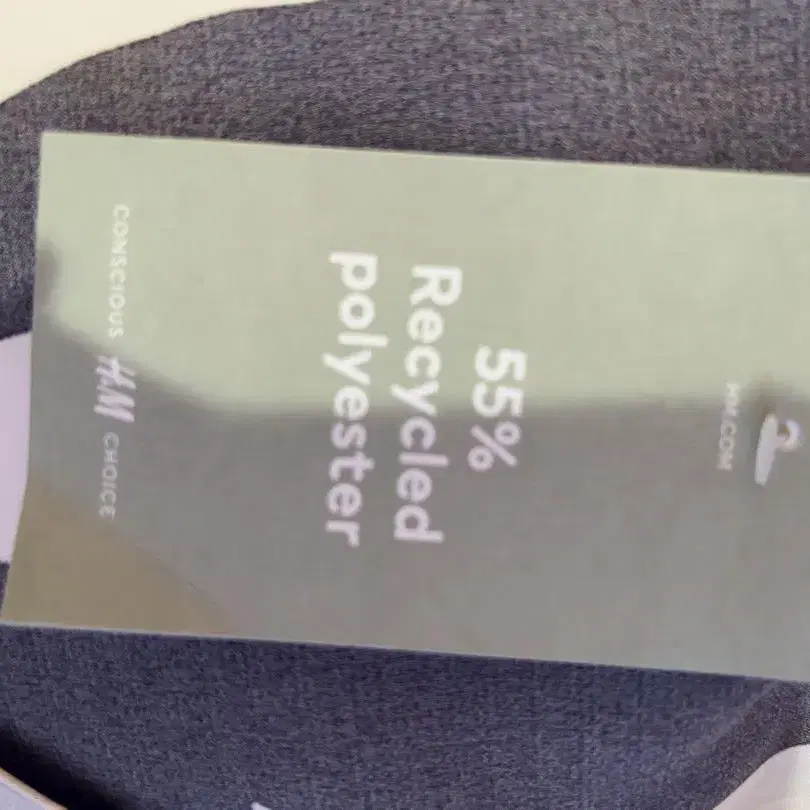 HM.COM
55%
Recycled
polyester
CONSCIOUS H&M CHOICE